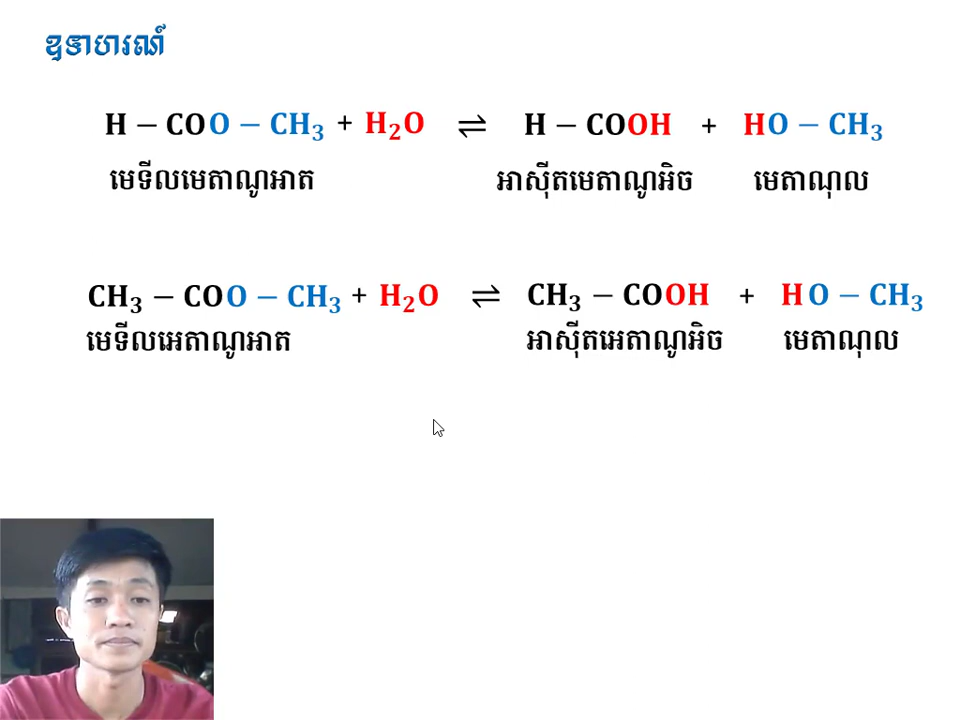 ឧទាហរណ៍
H − COO − CH₃ + H₂O ⇌ H − COOH + HO − CH₃
មេទីលមេតាណូអាត អាស៊ីតមេតាណូអិច មេតាណុល
CH₃ − COO − CH₃ + H₂O ⇌ CH₃ − COOH + HO − CH₃
មេទីលអេតាណូអាត អាស៊ីតអេតាណូអិច មេតាណុល